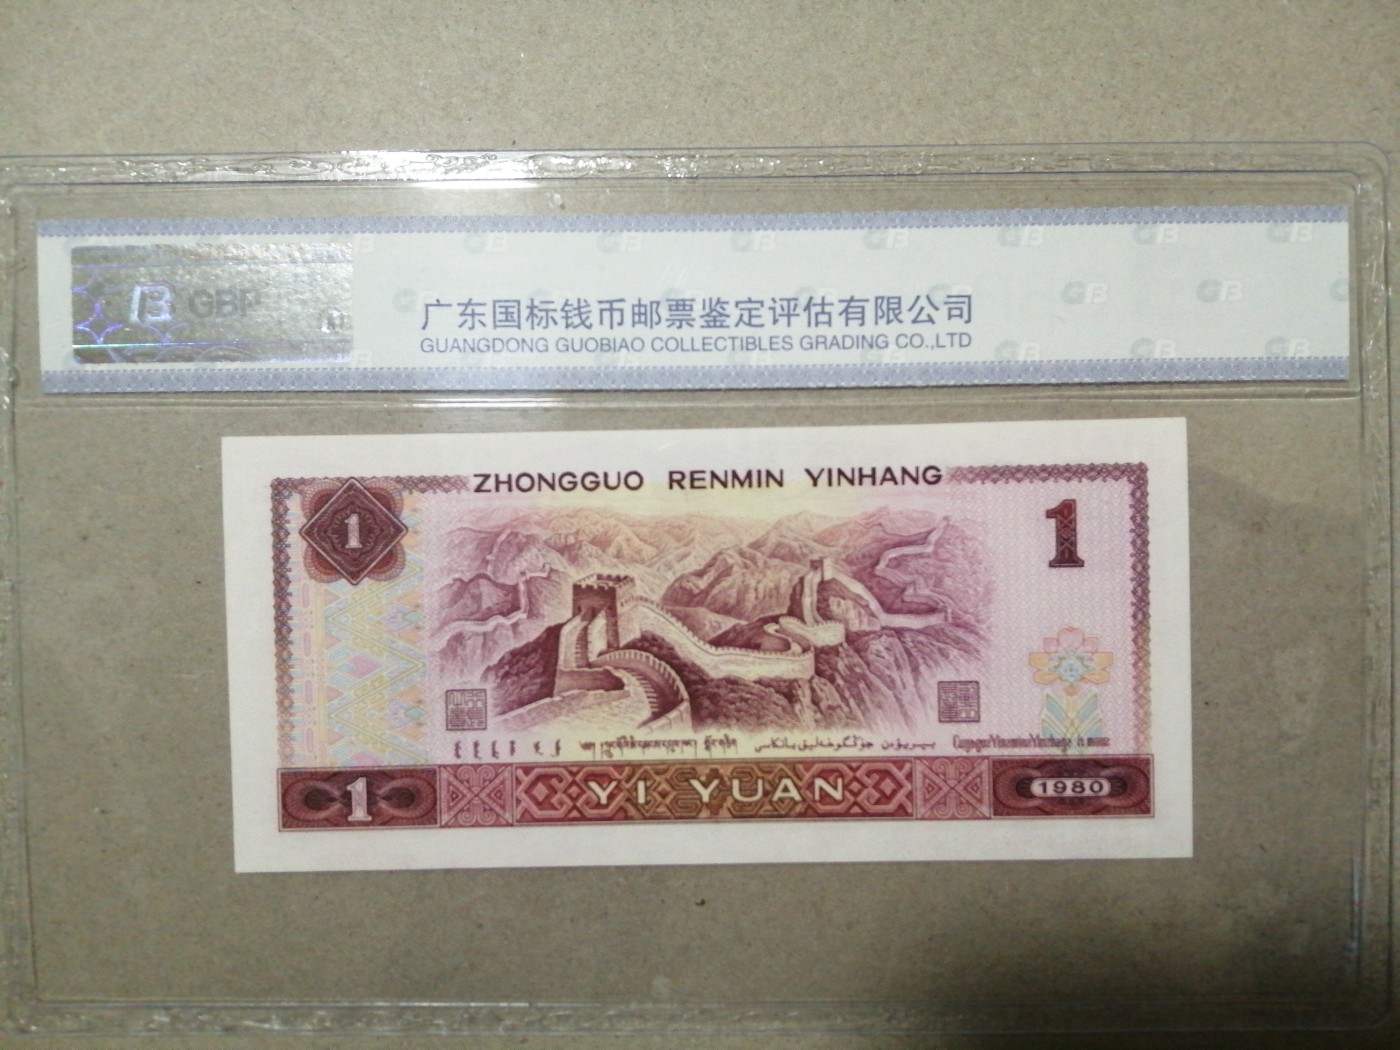 GBP
广东国标钱币邮票鉴定评估有限公司
GUANGDONG GUOBIAO COLLECTIBLES GRADING CO.,LTD
ZHONGGUO RENMIN YINHANG
1
1
1
YI YUAN
1980